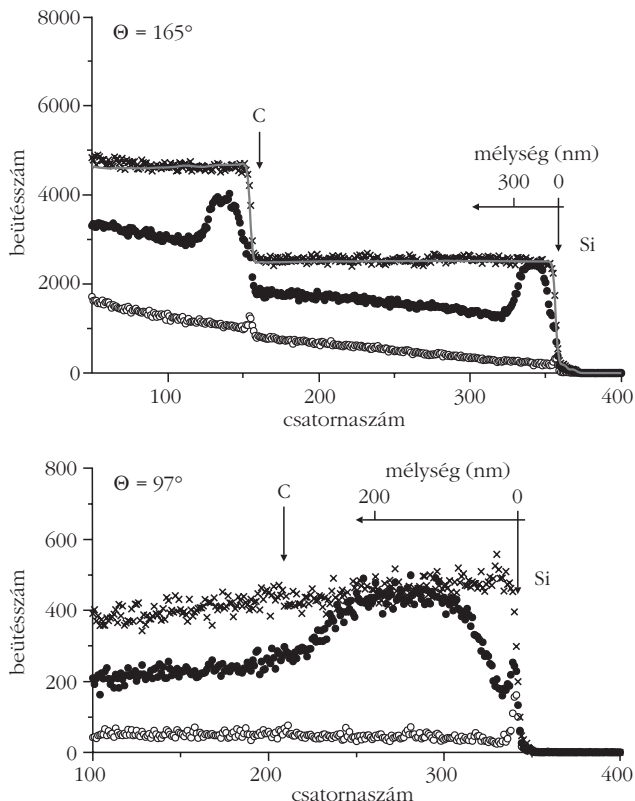 8000
Θ = 165°
6000
C
mélység (nm)
300 0
4000
Si
2000
0
beütésszám
100 200 300 400
csatornaszám
800
Θ = 97°
mélység (nm)
C
200 0
600
Si
400
200
0
beütésszám
100 200 300 400
csatornaszám